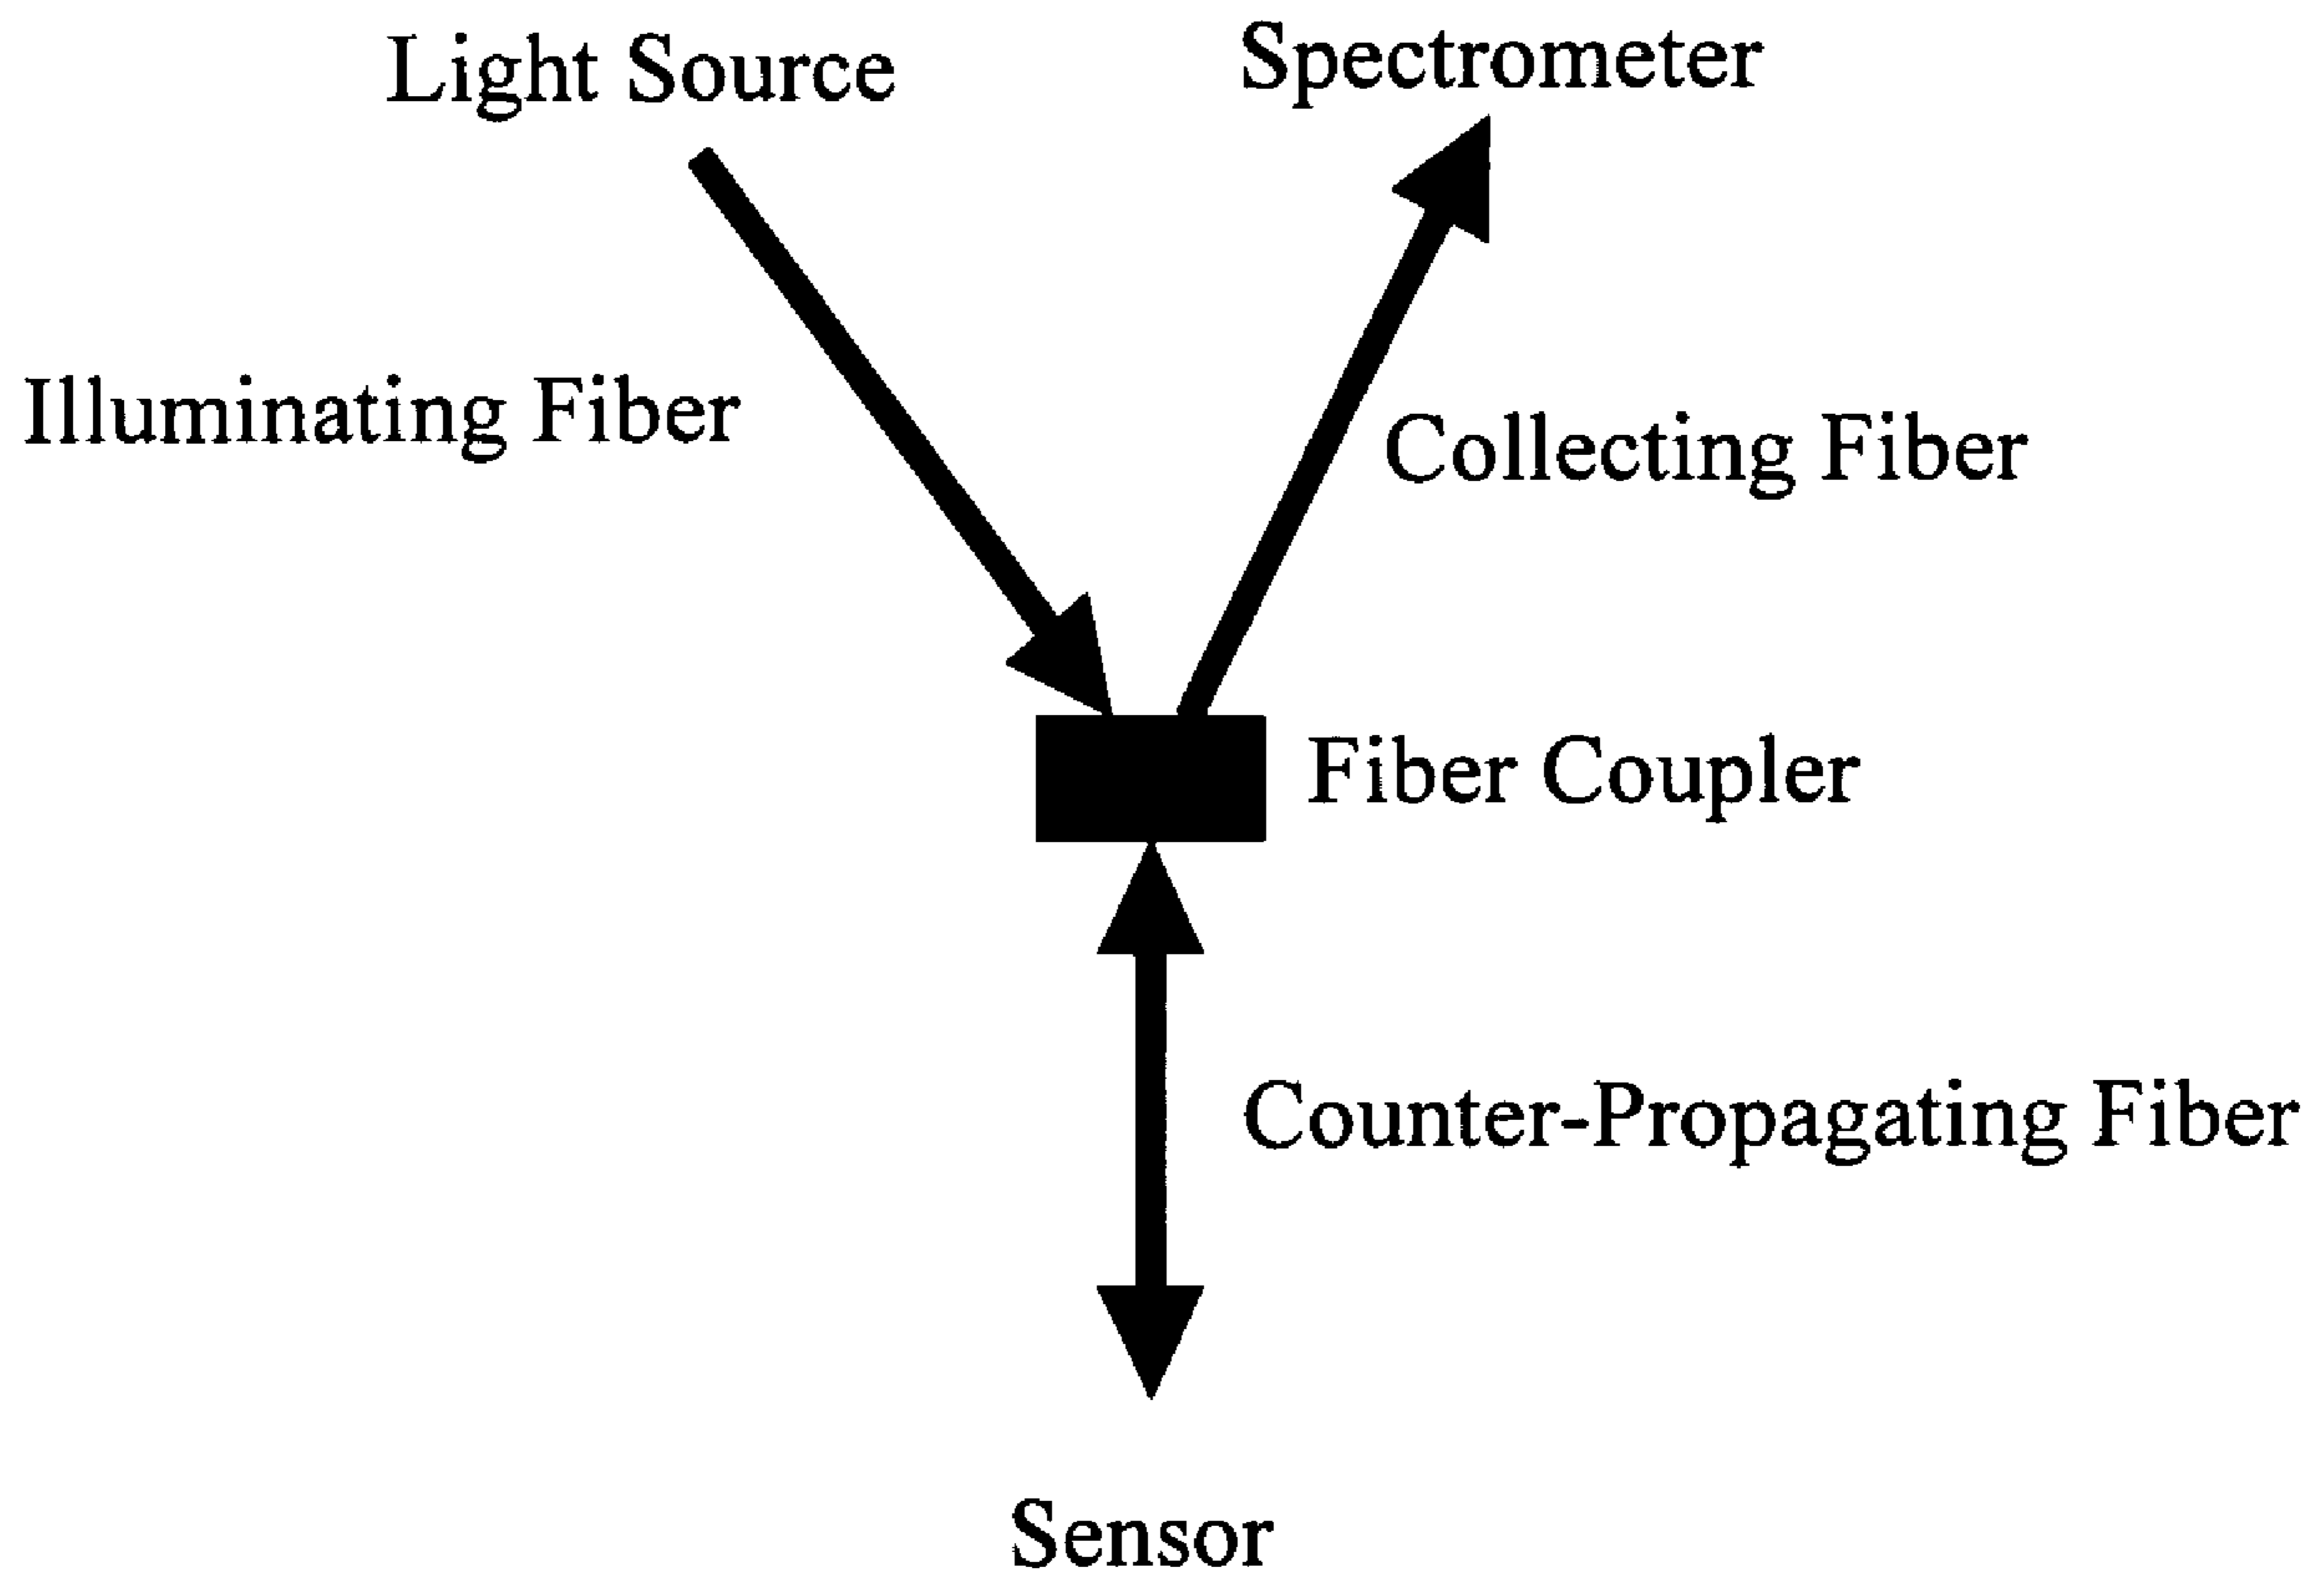 Light Source
Spectrometer
Illuminating Fiber
Collecting Fiber
Fiber Coupler
Counter-Propagating Fiber
Sensor